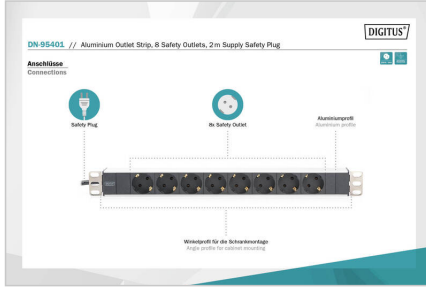 DIGITUS®
DN-95401 // Aluminium Outlet Strip, 8 Safety Outlets, 2 m Supply Safety Plug
Anschlüsse
Connections
Safety Plug
8x Safety Outlet
Aluminiumprofil
Aluminium profile
Winkelprofil für die Schrankmontage
Angle profile for cabinet mounting